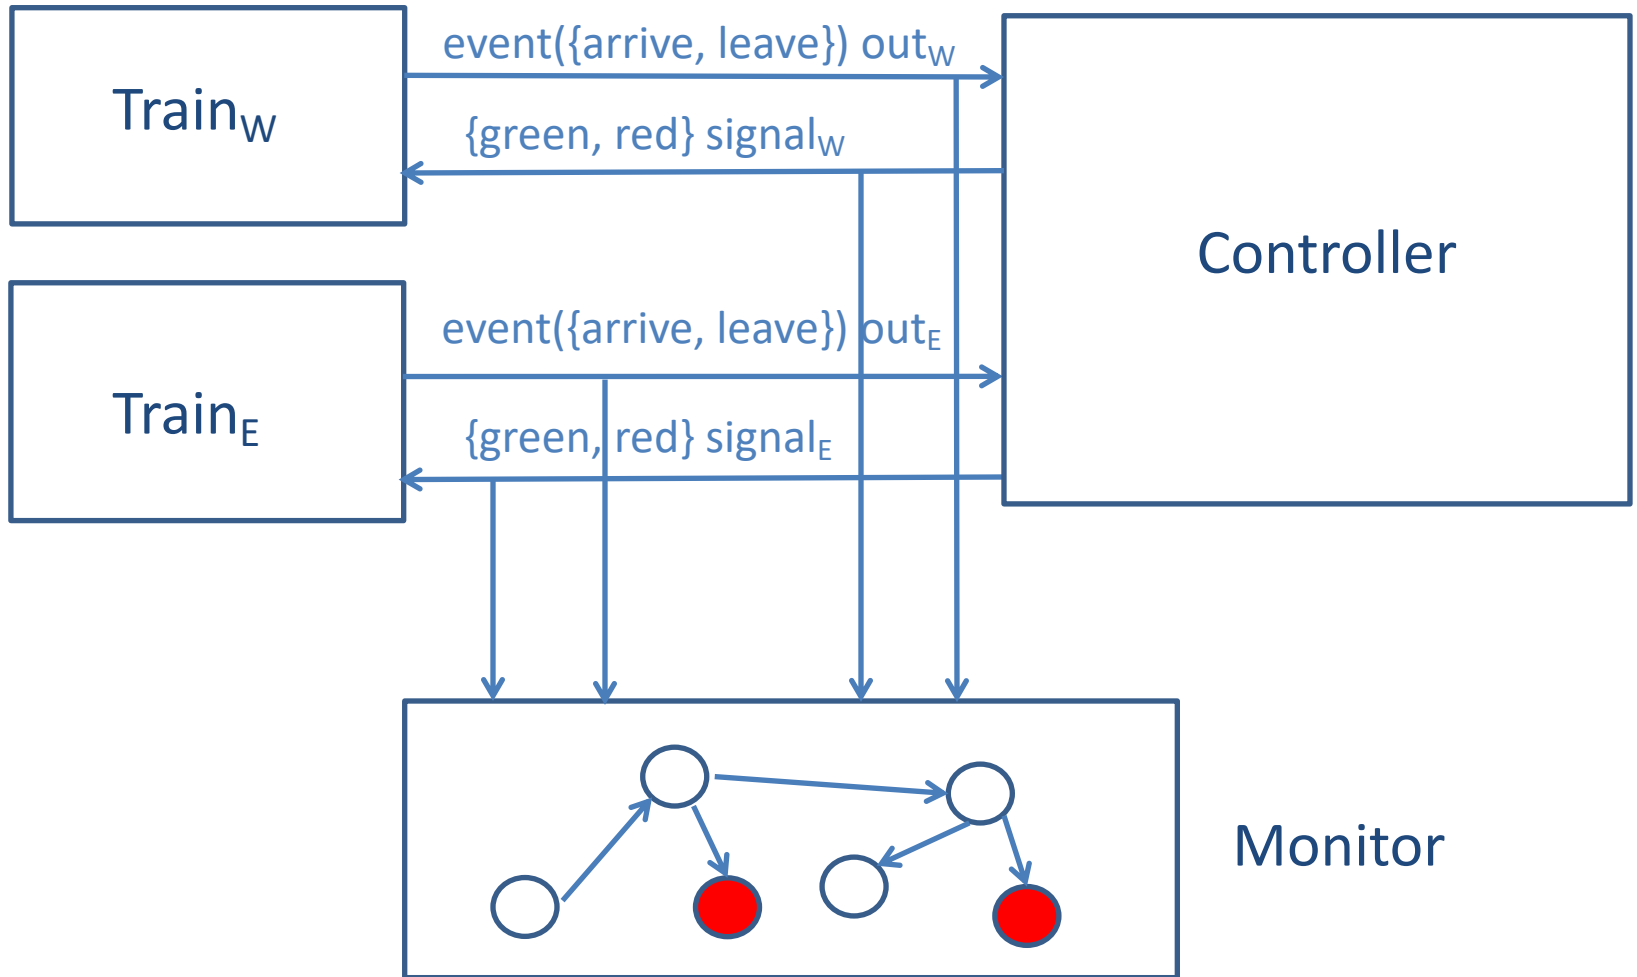 event({arrive, leave}) out_W
Train_W
{green, red} signal_W
Controller
event({arrive, leave}) out_E
Train_E
{green, red} signal_E
Monitor